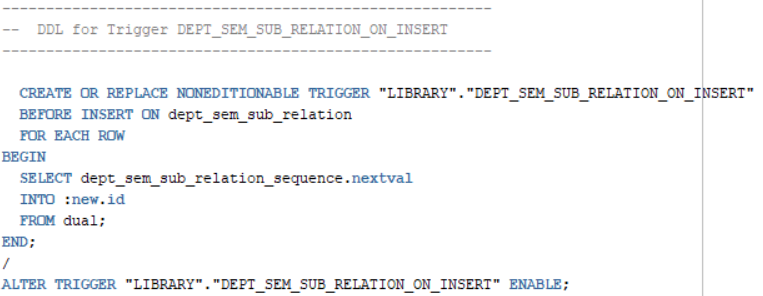 --------------------------------------------------------
--  DDL for Trigger DEPT_SEM_SUB_RELATION_ON_INSERT
--------------------------------------------------------
  CREATE OR REPLACE NONEDITIONABLE TRIGGER "LIBRARY"."DEPT_SEM_SUB_RELATION_ON_INSERT"
  BEFORE INSERT ON dept_sem_sub_relation
  FOR EACH ROW
BEGIN
  SELECT dept_sem_sub_relation_sequence.nextval
  INTO :new.id
  FROM dual;
END;
/
ALTER TRIGGER "LIBRARY"."DEPT_SEM_SUB_RELATION_ON_INSERT" ENABLE;